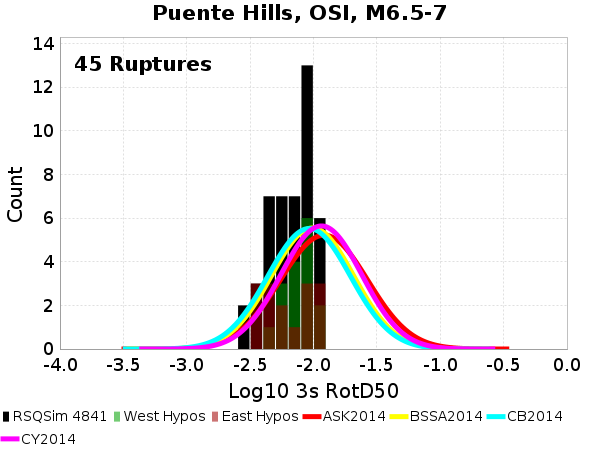 Puente Hills, OSI, M6.5-7
45 Ruptures
Count
14
12
10
8
6
4
2
0
-4.0 -3.5 -3.0 -2.5 -2.0 -1.5 -1.0 -0.5 0.0
Log10 3s RotD50
RSQSim 4841 West Hypos East Hypos ASK2014 BSSA2014 CB2014
CY2014